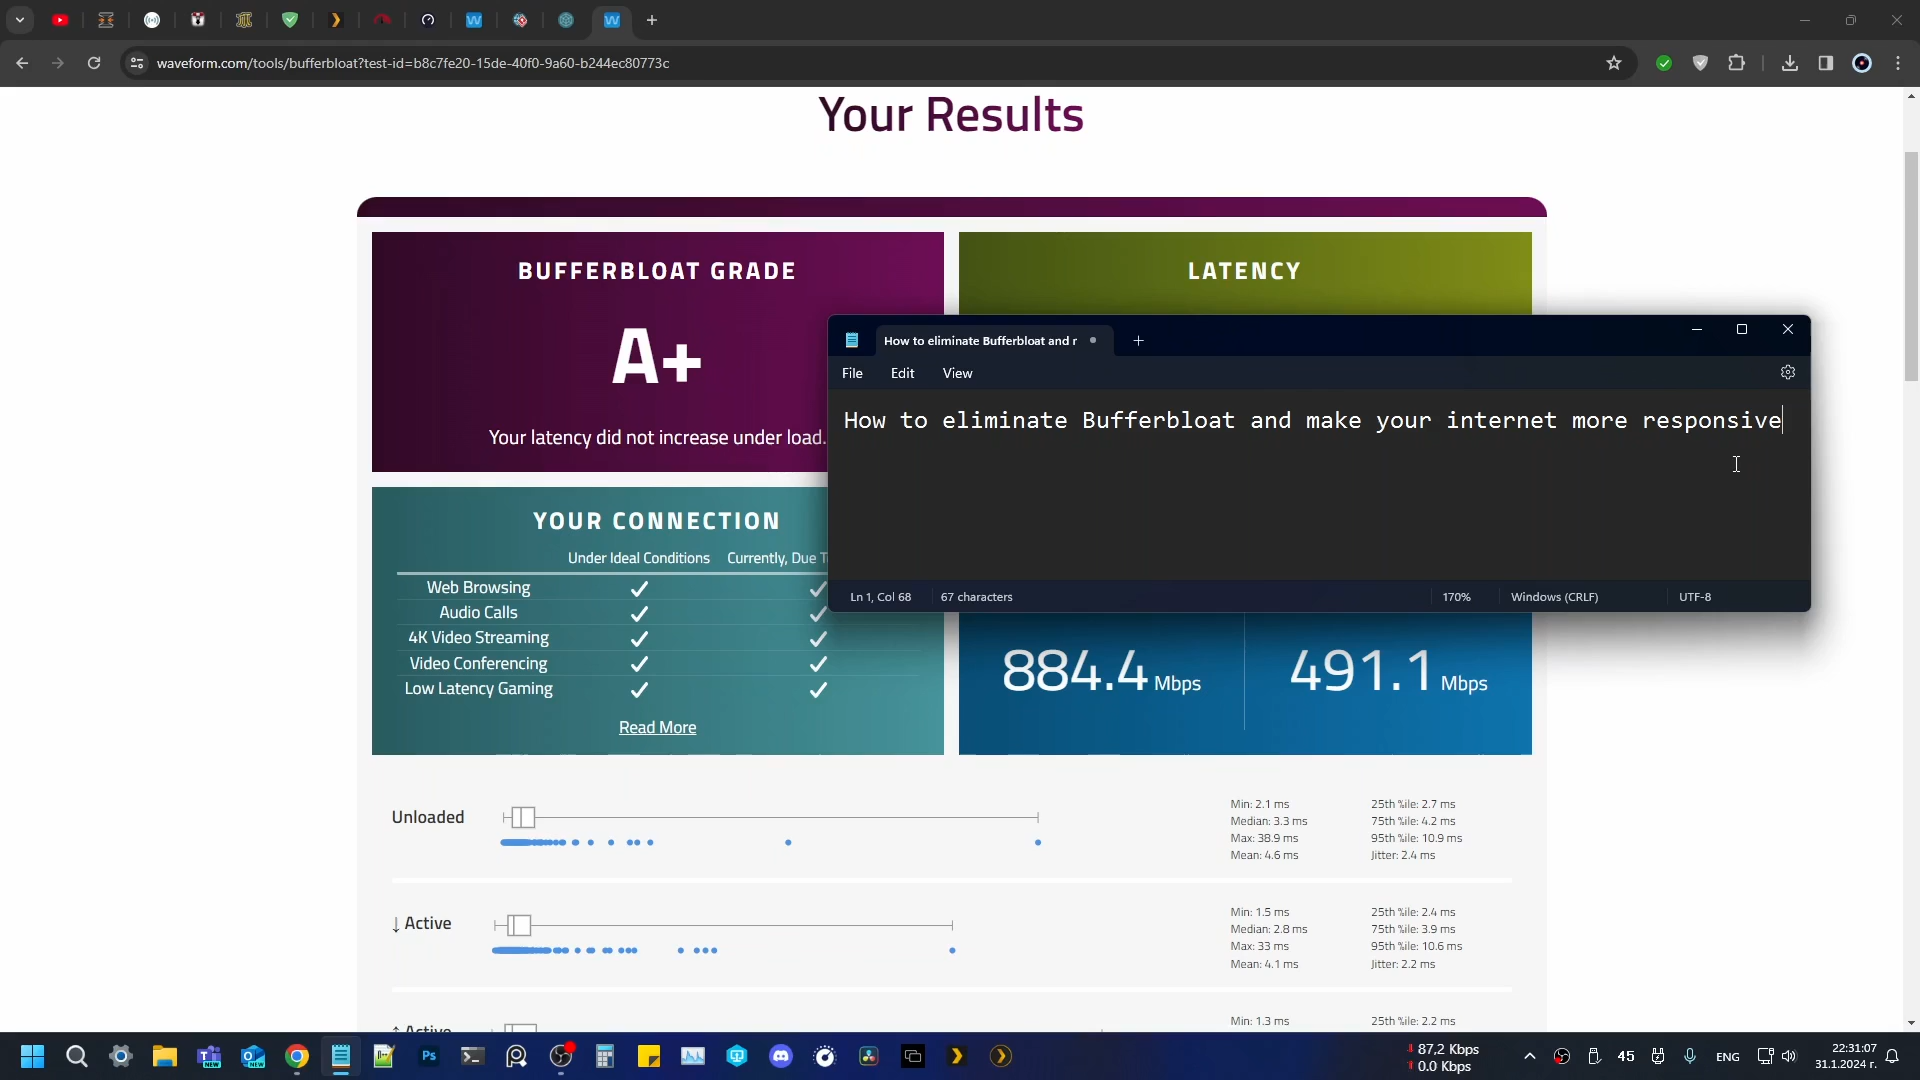 waveform.com/tools/bufferbloat?test-id=b8c7fe20-15de-40f0-9a60-b244ec80773c
Your Results
BUFFERBLOAT GRADE
A+
Your latency did not increase under load.
LATENCY
How to eliminate Bufferbloat and r
File Edit View
How to eliminate Bufferbloat and make your internet more responsive
Ln 1, Col 68 67 characters 170% Windows (CRLF) UTF-8
YOUR CONNECTION
Under Ideal Conditions Currently, Due T
Web Browsing
Audio Calls
4K Video Streaming
Video Conferencing
Low Latency Gaming
Read More
884.4 Mbps 491.1 Mbps
Unloaded
Min: 2.1 ms 25th %ile: 2.7 ms
Median: 3.3 ms 75th %ile: 4.2 ms
Max: 38.9 ms 95th %ile: 10.9 ms
Mean: 4.6 ms Jitter: 2.4 ms
↓ Active
Min: 1.5 ms 25th %ile: 2.4 ms
Median: 2.8 ms 75th %ile: 3.9 ms
Max: 33 ms 95th %ile: 10.6 ms
Mean: 4.1 ms Jitter: 2.2 ms
↑ Active
Min: 1.3 ms 25th %ile: 2.2 ms
87,2 Kbps
0.0 Kbps
45 ENG
22:31:07
31.1.2024 г.